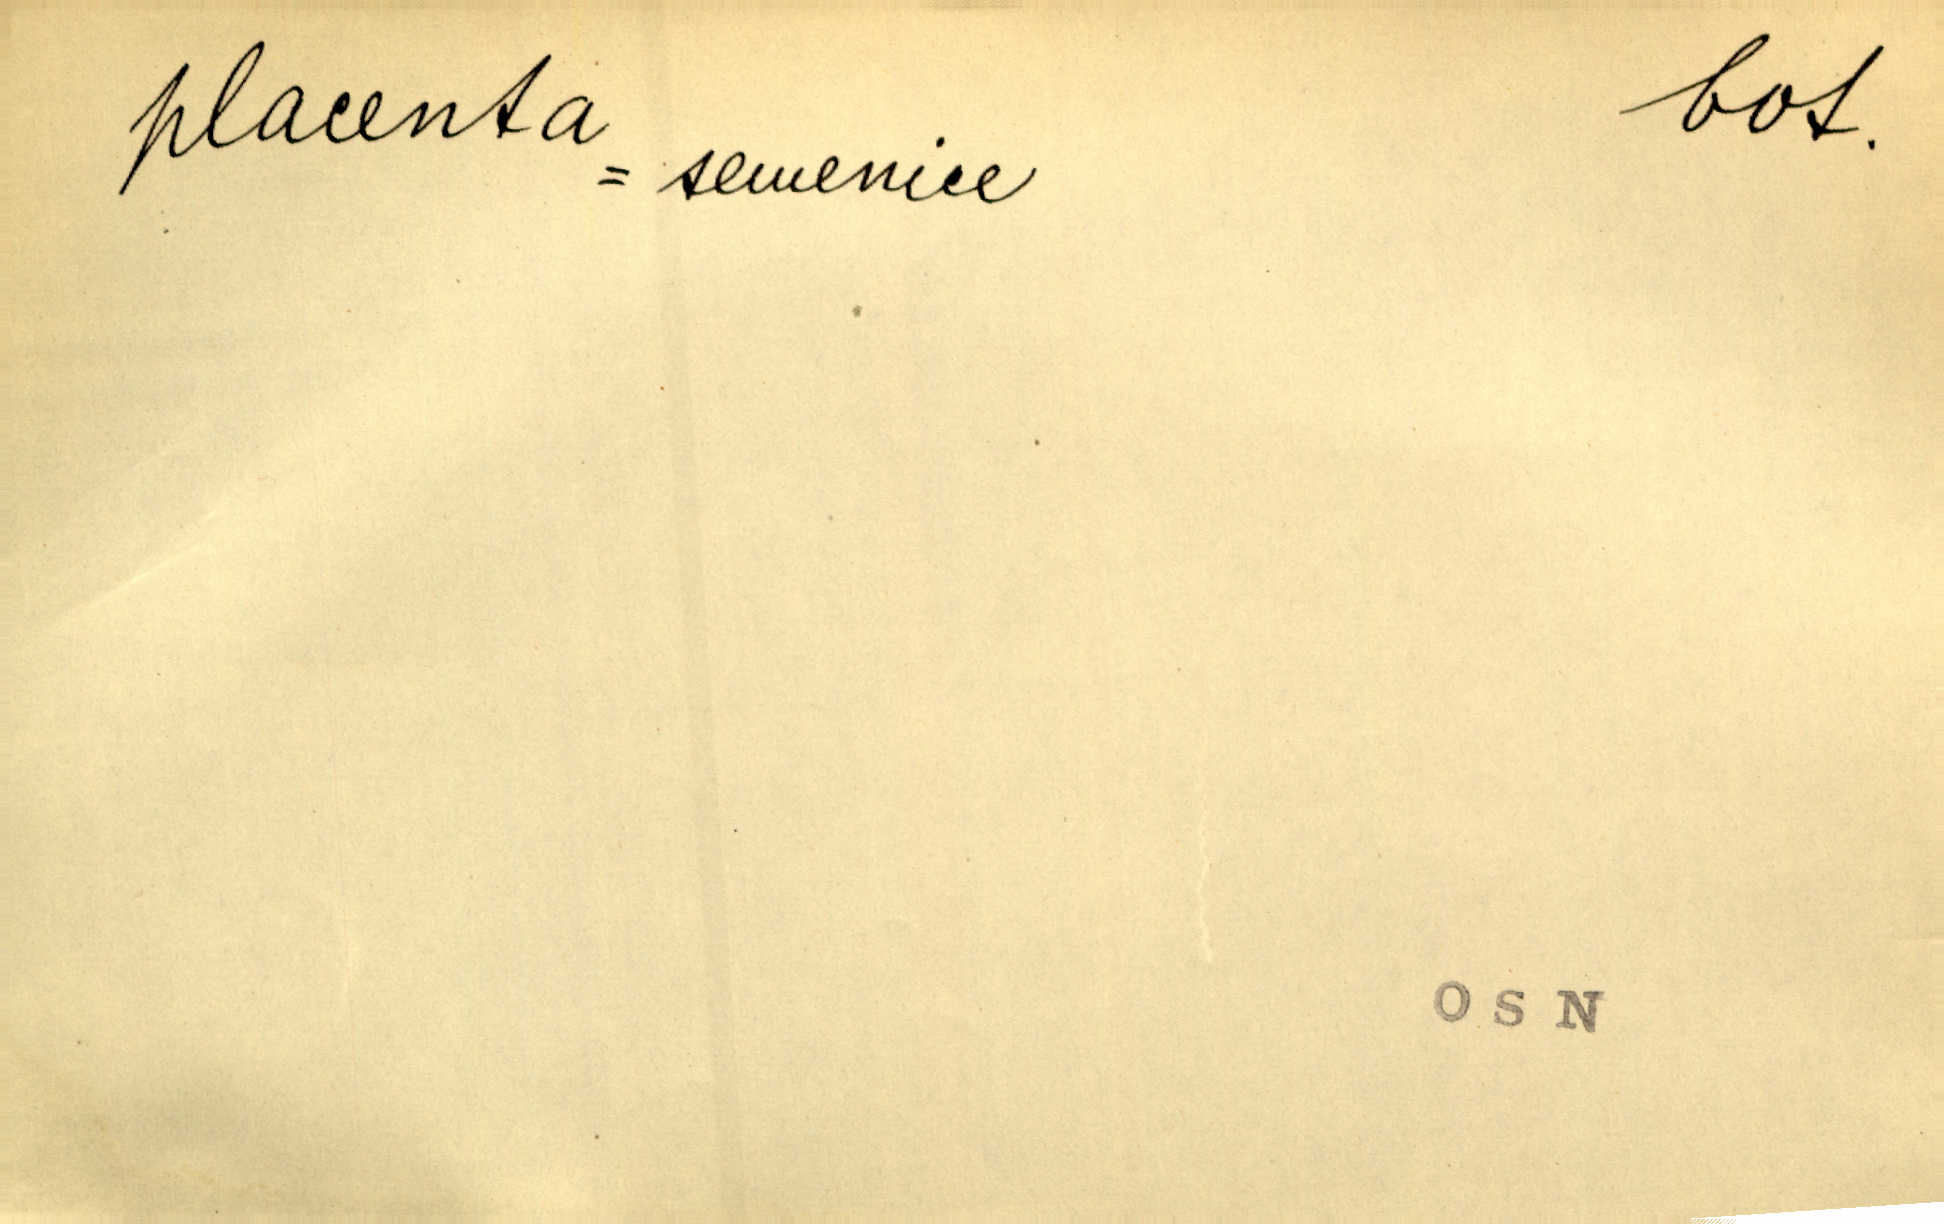 placenta bot.
= semenice
OSN